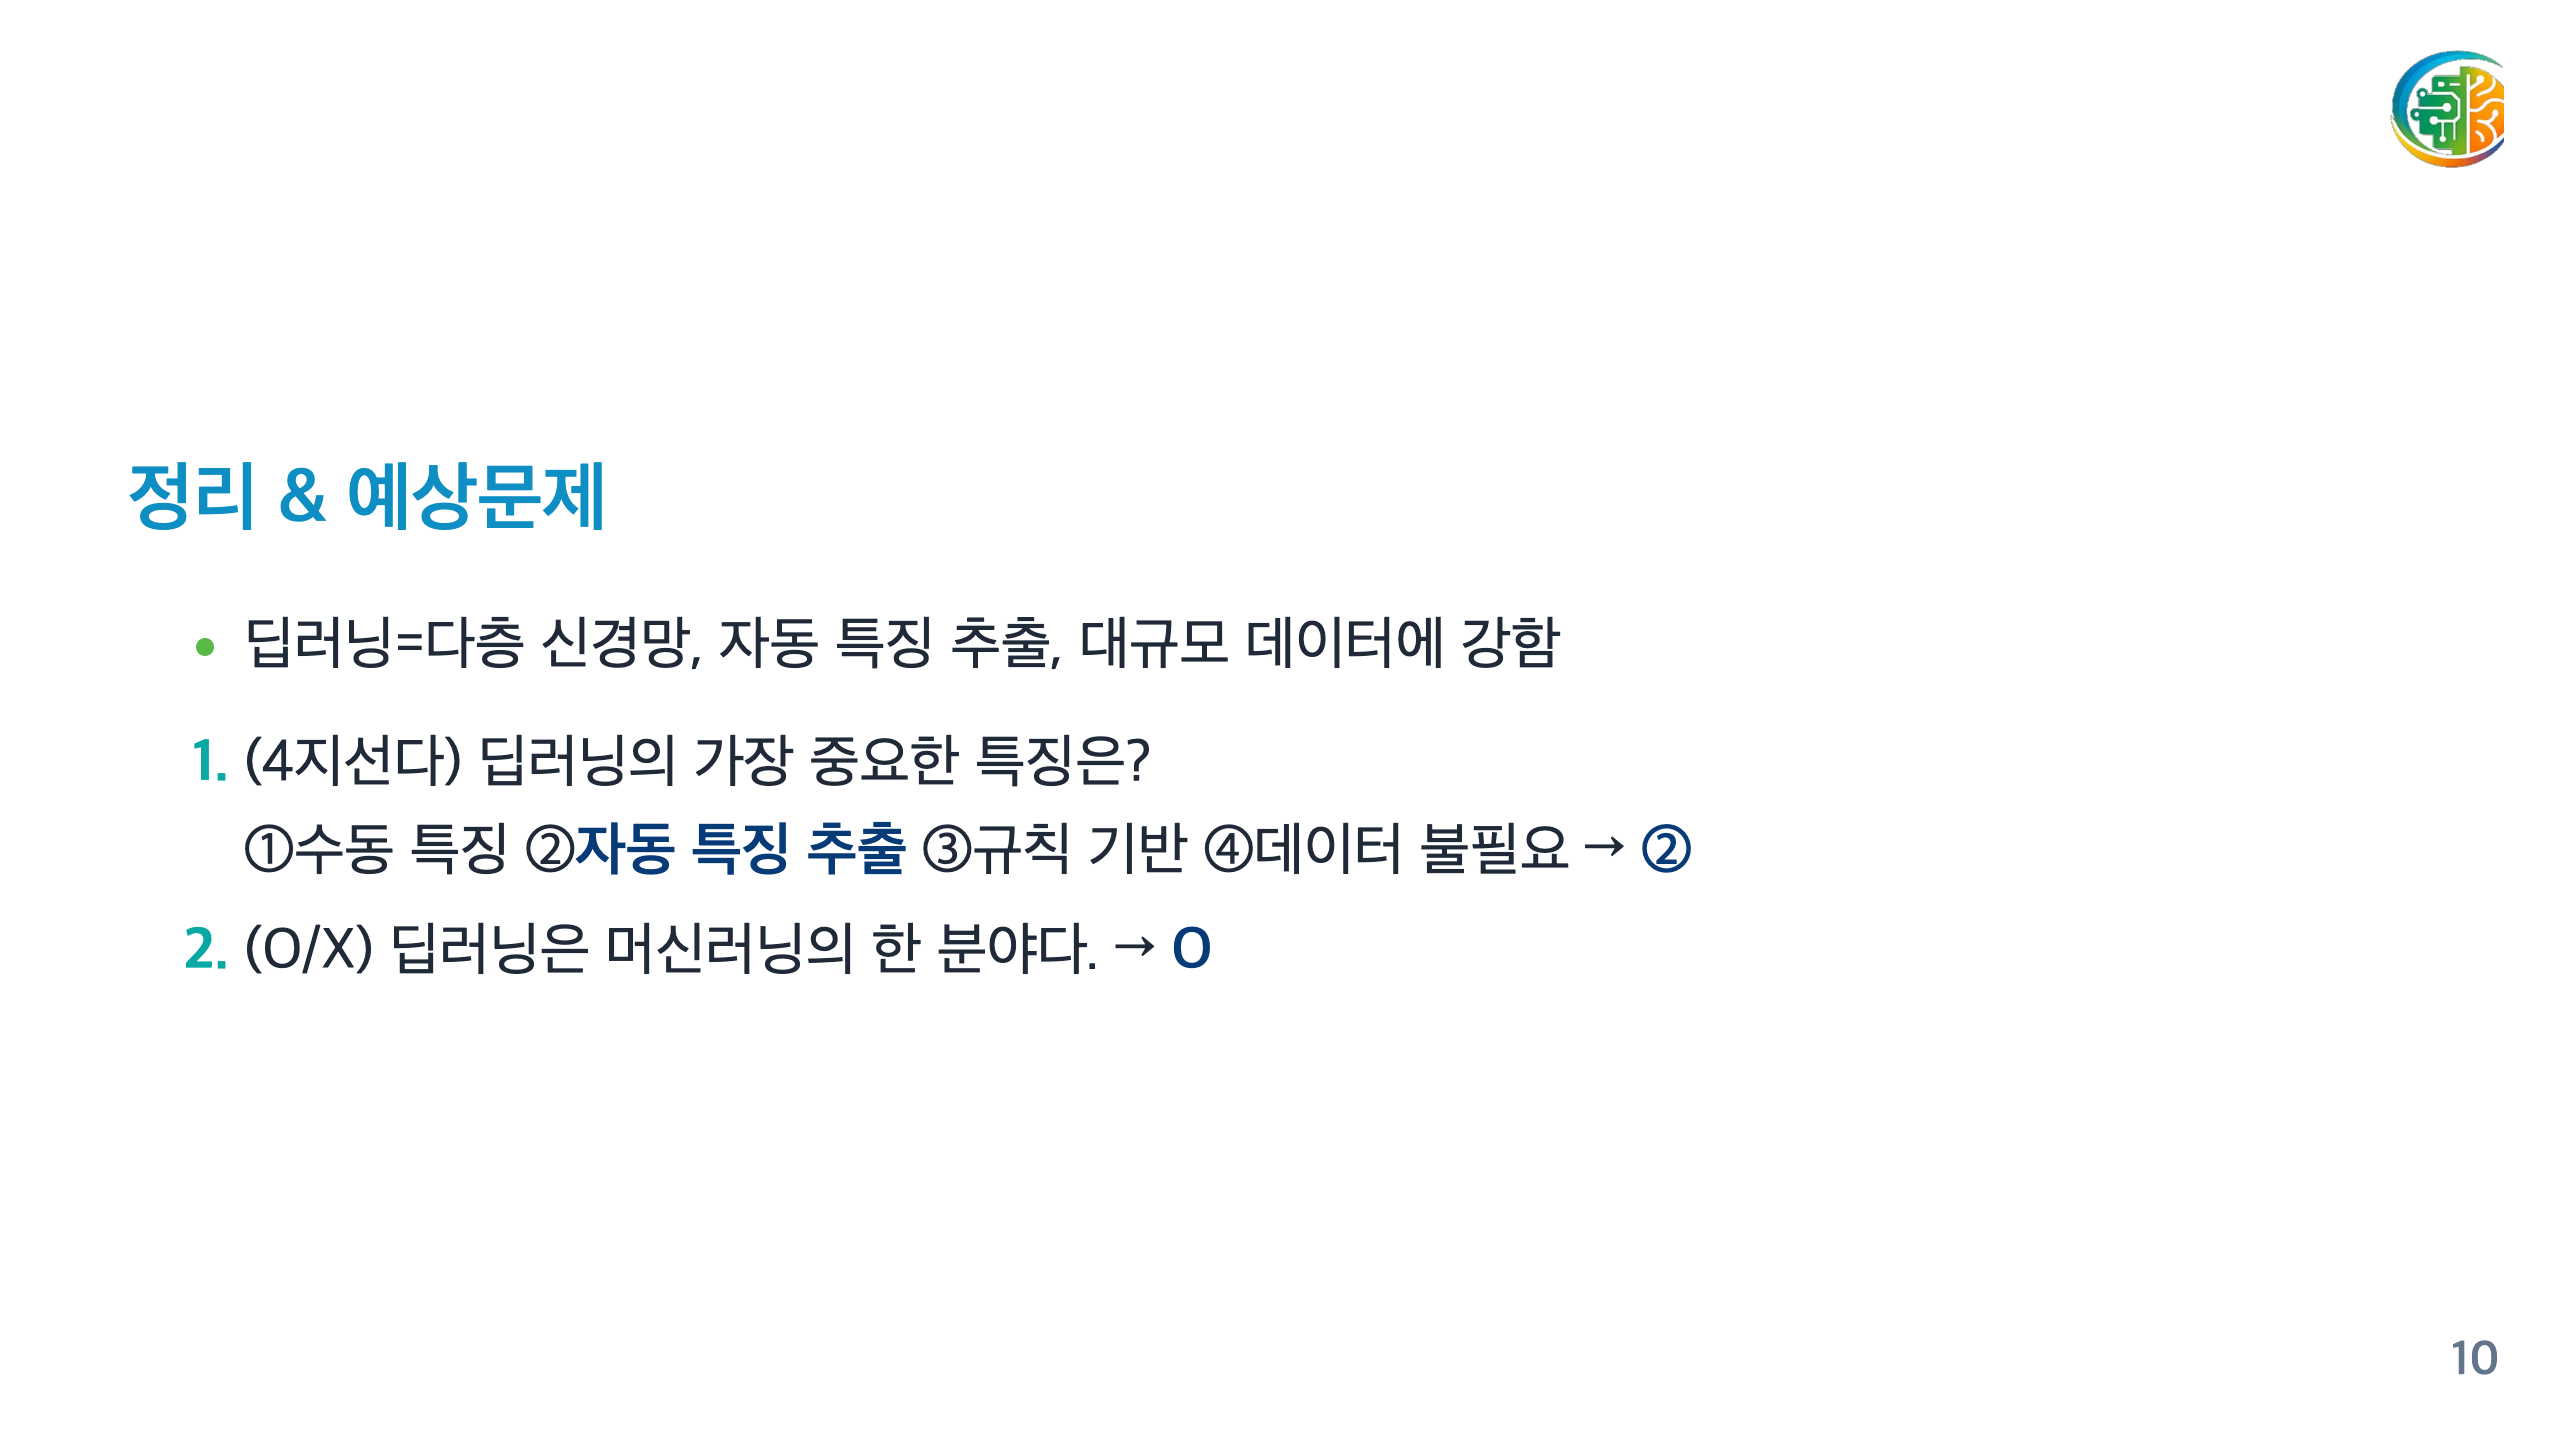 정리 & 예상문제
• 딥러닝=다층 신경망, 자동 특징 추출, 대규모 데이터에 강함
1. (4지선다) 딥러닝의 가장 중요한 특징은?
①수동 특징 ②자동 특징 추출 ③규칙 기반 ④데이터 불필요 → ②
2. (O/X) 딥러닝은 머신러닝의 한 분야다. → O
10